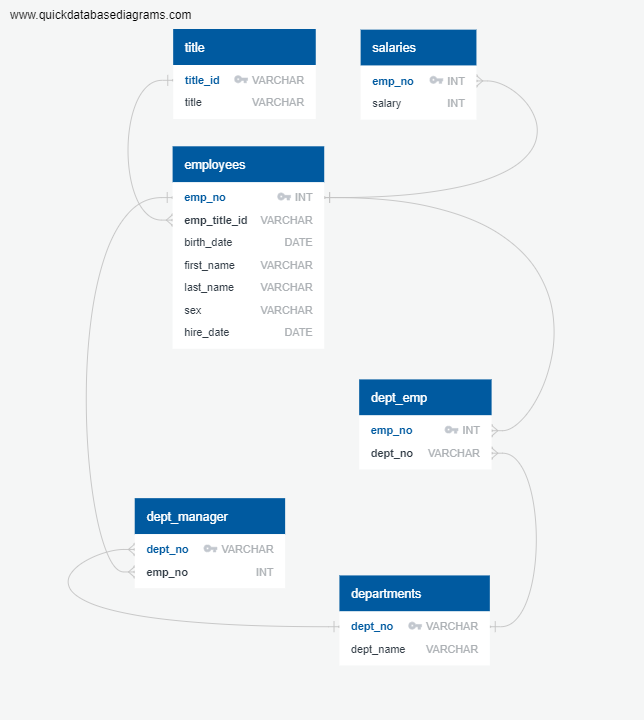 www.quickdatabasediagrams.com
title
title_id VARCHAR
title VARCHAR
salaries
emp_no INT
salary INT
employees
emp_no INT
emp_title_id VARCHAR
birth_date DATE
first_name VARCHAR
last_name VARCHAR
sex VARCHAR
hire_date DATE
dept_emp
emp_no INT
dept_no VARCHAR
dept_manager
dept_no VARCHAR
emp_no INT
departments
dept_no VARCHAR
dept_name VARCHAR